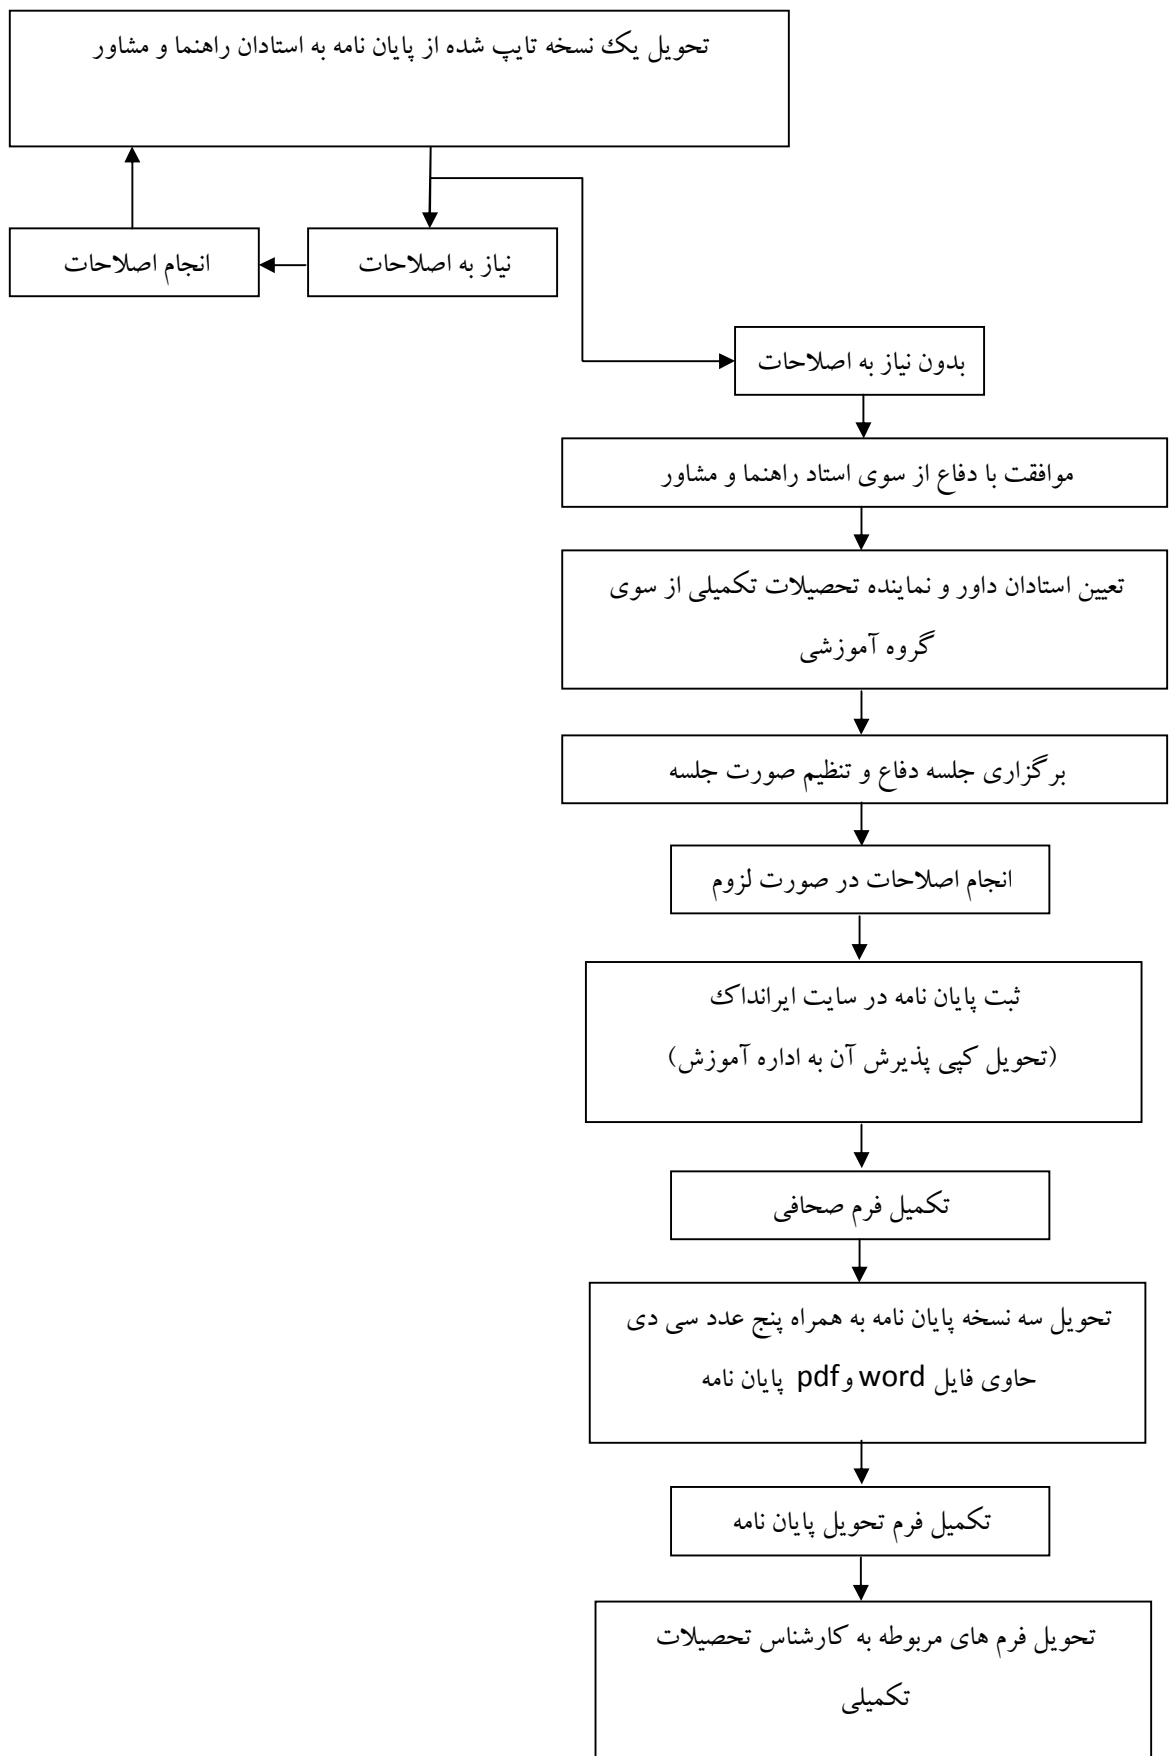 تحویل یک نسخه تایپ شده از پایان نامه به استادان راهنما و مشاور
نیاز به اصلاحات
انجام اصلاحات
بدون نیاز به اصلاحات
موافقت با دفاع از سوی استاد راهنما و مشاور
تعیین استادان داور و نماینده تحصیلات تکمیلی از سوی
گروه آموزشی
برگزاری جلسه دفاع و تنظیم صورت جلسه
انجام اصلاحات در صورت لزوم
ثبت پایان نامه در سایت ایرانداک
(تحویل کپی پذیرش آن به اداره آموزش)
تکمیل فرم صحافی
تحویل سه نسخه پایان نامه به همراه پنج عدد سی دی
حاوی فایل word و pdf پایان نامه
تکمیل فرم تحویل پایان نامه
تحویل فرم های مربوطه به کارشناس تحصیلات
تکمیلی